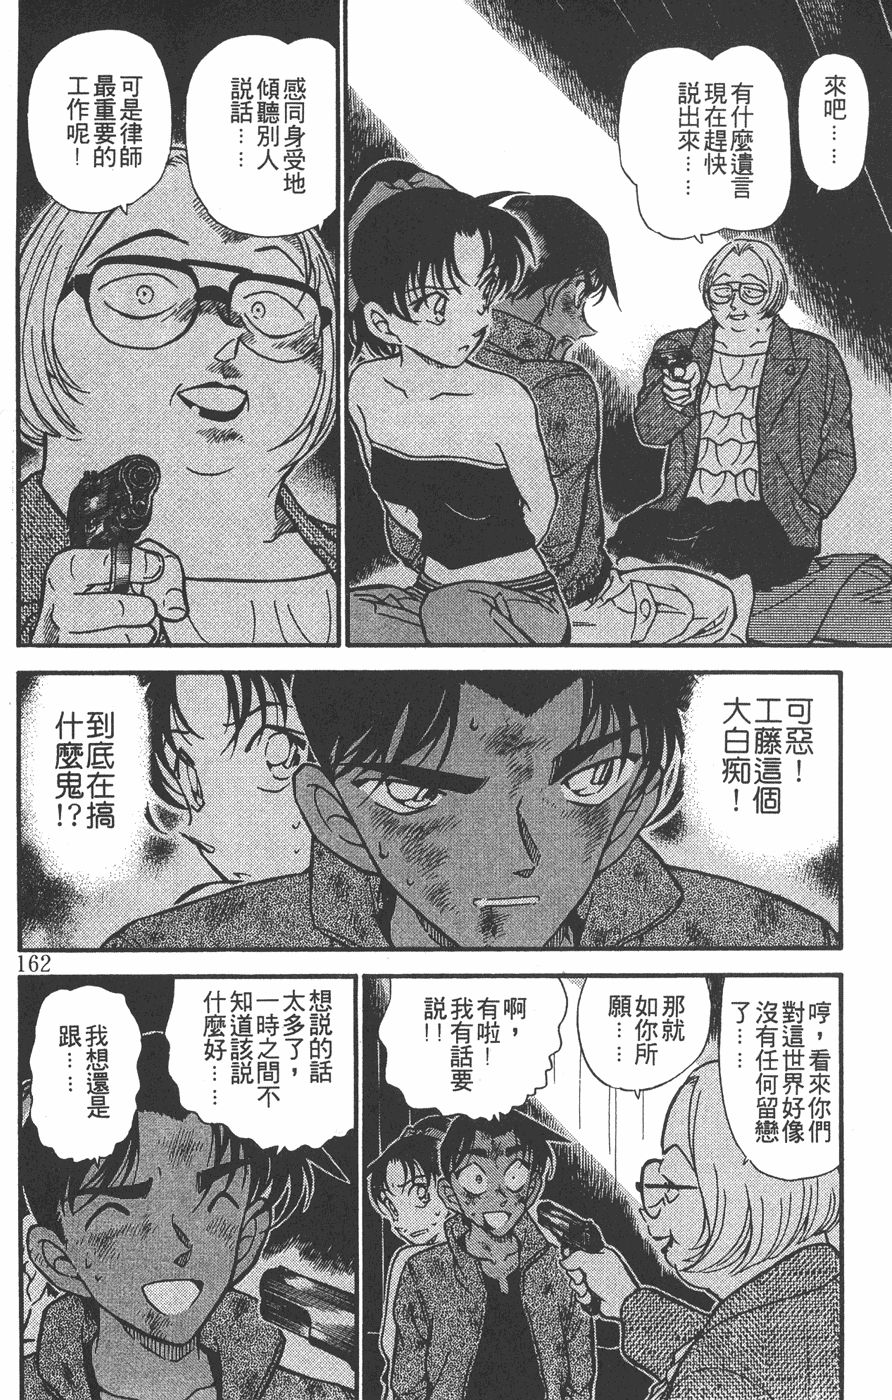 來吧……
有什麼遺言
現在趕快
說出來……
感同身受地
傾聽別人
說話……
可是律師
最重要的
工作呢！
可惡！
工藤這個
大白痴！
到底在搞
什麼鬼!?
162
哼，看來你們
對這世界好像
沒有任何留戀
了……
那就
如你所
願……
啊，
有啦！
我有話要
說!!
想說的話
太多了，
一時之間不
知道該說
什麼好……
我想還是
跟……